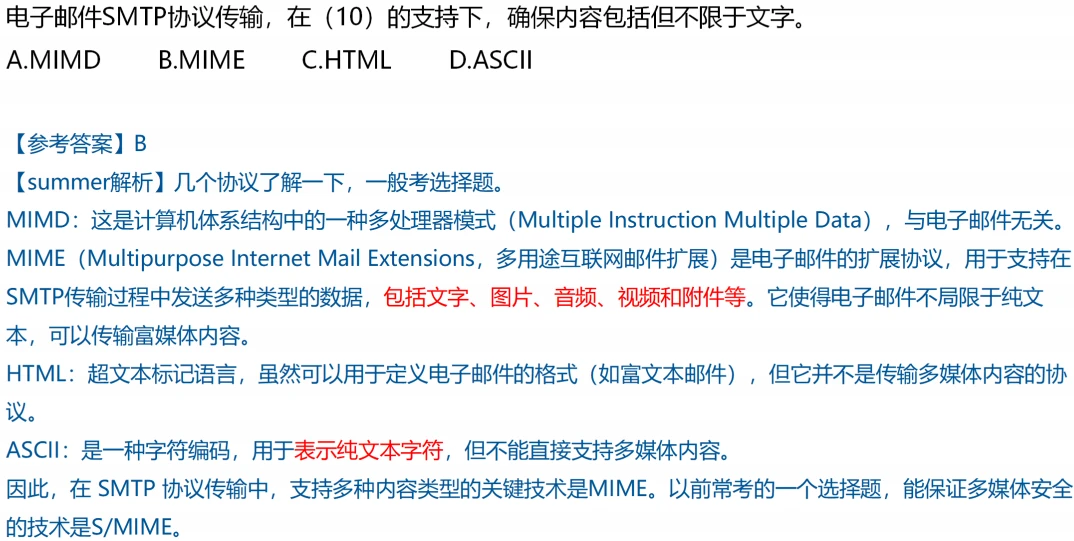 电子邮件SMTP协议传输，在（10）的支持下，确保内容包括但不限于文字。
A.MIMD B.MIME C.HTML D.ASCII
【参考答案】B
【summer解析】几个协议了解一下，一般考选择题。
MIMD：这是计算机体系结构中的一种多处理器模式（Multiple Instruction Multiple Data），与电子邮件无关。
MIME（Multipurpose Internet Mail Extensions，多用途互联网邮件扩展）是电子邮件的扩展协议，用于支持在
SMTP传输过程中发送多种类型的数据，包括文字、图片、音频、视频和附件等。它使得电子邮件不局限于纯文
本，可以传输富媒体内容。
HTML：超文本标记语言，虽然可以用于定义电子邮件的格式（如富文本邮件），但它并不是传输多媒体内容的协
议。
ASCII：是一种字符编码，用于表示纯文本字符，但不能直接支持多媒体内容。
因此，在 SMTP 协议传输中，支持多种内容类型的关键技术是MIME。以前常考的一个选择题，能保证多媒体安全
的技术是S/MIME。